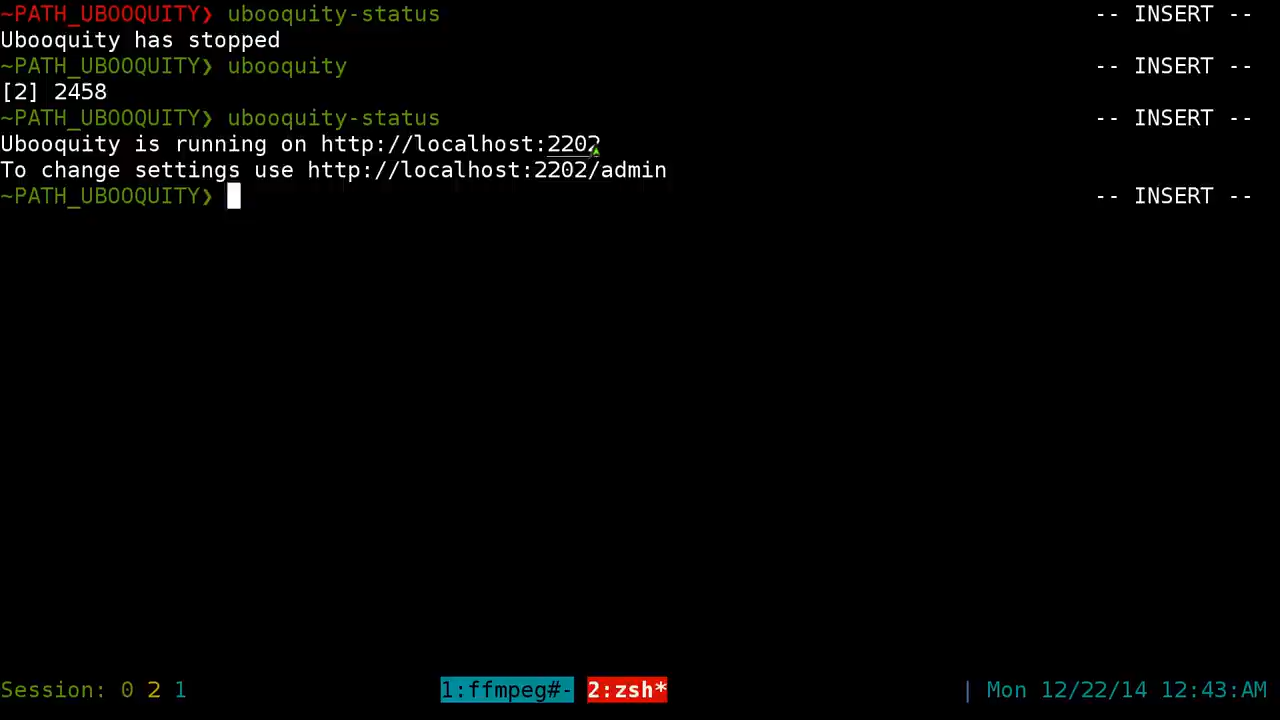 ~PATH_UBOOQUITY❯ ubooquity-status -- INSERT --
Ubooquity has stopped
~PATH_UBOOQUITY❯ ubooquity -- INSERT --
[2] 2458
~PATH_UBOOQUITY❯ ubooquity-status -- INSERT --
Ubooquity is running on http://localhost:2202
To change settings use http://localhost:2202/admin
~PATH_UBOOQUITY❯ -- INSERT --
Session: 0 2 1 1:ffmpeg#- 2:zsh* | Mon 12/22/14 12:43:AM